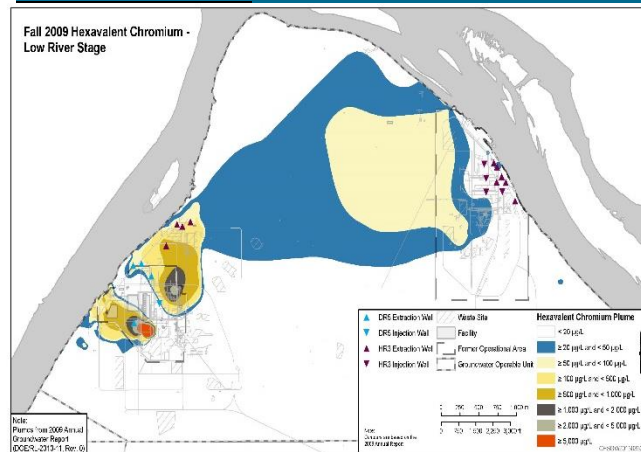 Fall 2009 Hexavalent Chromium -
Low River Stage
DR5 Extraction Well
DR5 Injection Well
HR3 Extraction Well
HR3 Injection Well
Waste Site
Facility
Former Operational Area
Groundwater Operable Unit
Hexavalent Chromium Plume
< 20 µg/L
≥ 20 µg/L and < 50 µg/L
≥ 50 µg/L and < 100 µg/L
≥ 100 µg/L and < 500 µg/L
≥ 500 µg/L and < 1,000 µg/L
≥ 1,000 µg/L and < 2,000 µg/L
≥ 2,000 µg/L and < 5,000 µg/L
≥ 5,000 µg/L
Note:
Plumes from 2009 Annual
Groundwater Report
(DOE/RL-2010-11, Rev. 0)
Note:
2009 Annual Report